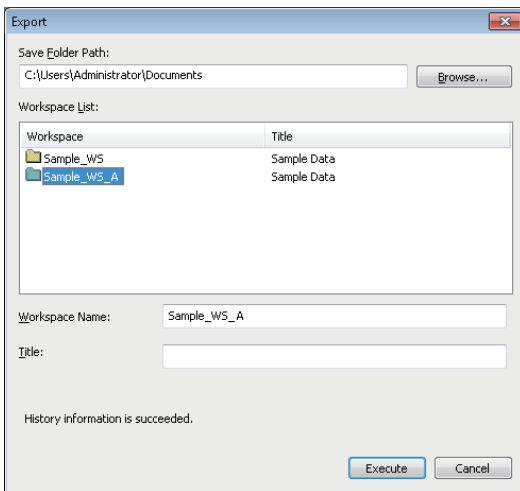 Export
Save Folder Path:
C:\Users\Administrator\Documents
Browse...
Workspace List:
Workspace Title
Sample_WS Sample Data
Sample_WS_A Sample Data
Workspace Name: Sample_WS_A
Title:
History information is succeeded.
Execute Cancel